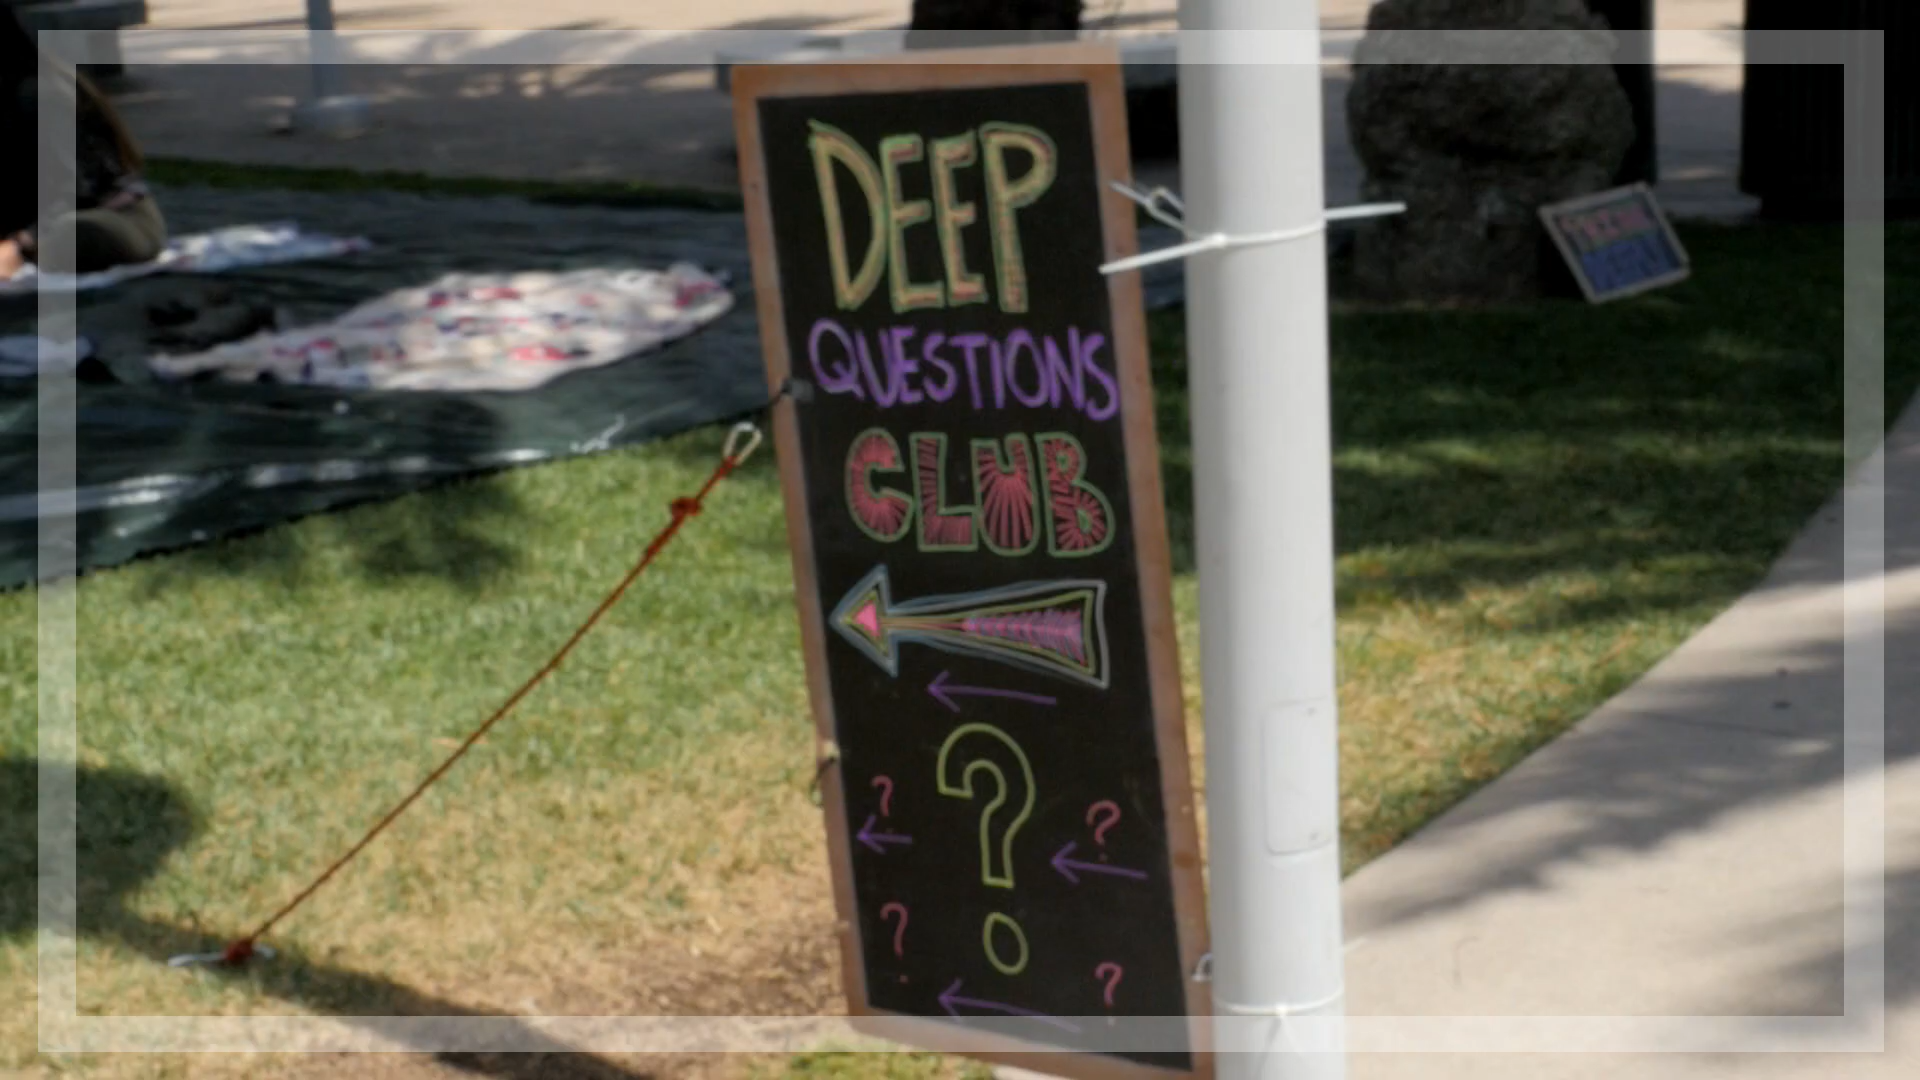 DEEP
QUESTIONS
CLUB
?
? ?
? ?